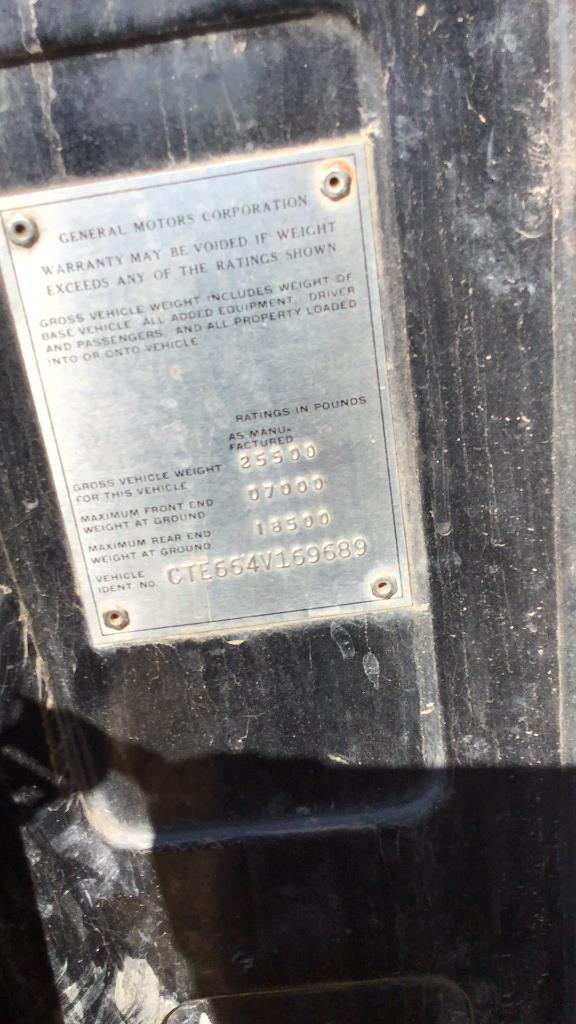 GENERAL MOTORS CORPORATION
WARRANTY MAY BE VOIDED IF WEIGHT
EXCEEDS ANY OF THE RATINGS SHOWN.
GROSS VEHICLE WEIGHT INCLUDES WEIGHT OF
BASE VEHICLE, ALL ADDED EQUIPMENT, DRIVER
AND PASSENGERS, AND ALL PROPERTY LOADED
INTO OR ONTO VEHICLE
RATINGS IN POUNDS
AS MANU-
FACTURED
GROSS VEHICLE WEIGHT
FOR THIS VEHICLE 25500
MAXIMUM FRONT END
WEIGHT AT GROUND 07000
MAXIMUM REAR END
WEIGHT AT GROUND 18500
VEHICLE
IDENT. NO. CTE664V169689